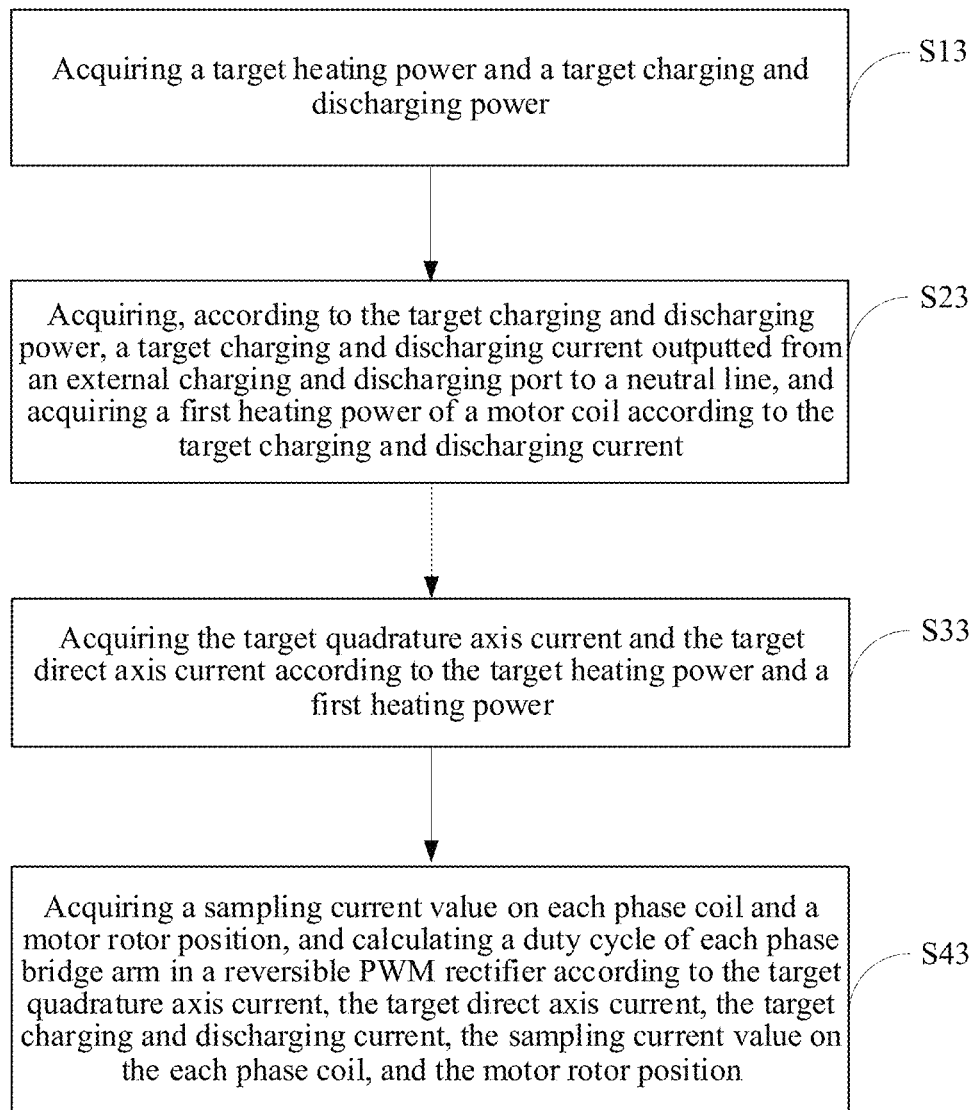 Acquiring a target heating power and a target charging and
discharging power
S13
Acquiring, according to the target charging and discharging
power, a target charging and discharging current outputted from
an external charging and discharging port to a neutral line, and
acquiring a first heating power of a motor coil according to the
target charging and discharging current
S23
Acquiring the target quadrature axis current and the target
direct axis current according to the target heating power and a
first heating power
S33
Acquiring a sampling current value on each phase coil and a
motor rotor position, and calculating a duty cycle of each phase
bridge arm in a reversible PWM rectifier according to the target
quadrature axis current, the target direct axis current, the target
charging and discharging current, the sampling current value on
the each phase coil, and the motor rotor position
S43